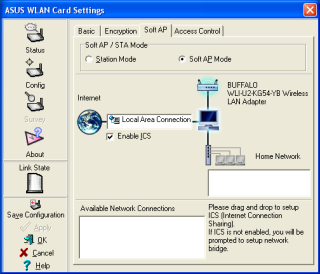 ASUS WLAN Card Settings
Status
Config
Survey
About
Link State
Save Configuration
Apply
OK
Cancel
Help
Basic
Encryption
Soft AP
Access Control
Soft AP / STA Mode
Station Mode
Soft AP Mode
BUFFALO
WLI-U2-KG54-YB Wireless
LAN Adapter
Internet
Local Area Connection
Enable ICS
Home Network
Available Network Connections
Please drag and drop to setup
ICS (Internet Connection
Sharing).
If ICS is not enabled, you will be
prompted to setup network
bridge.